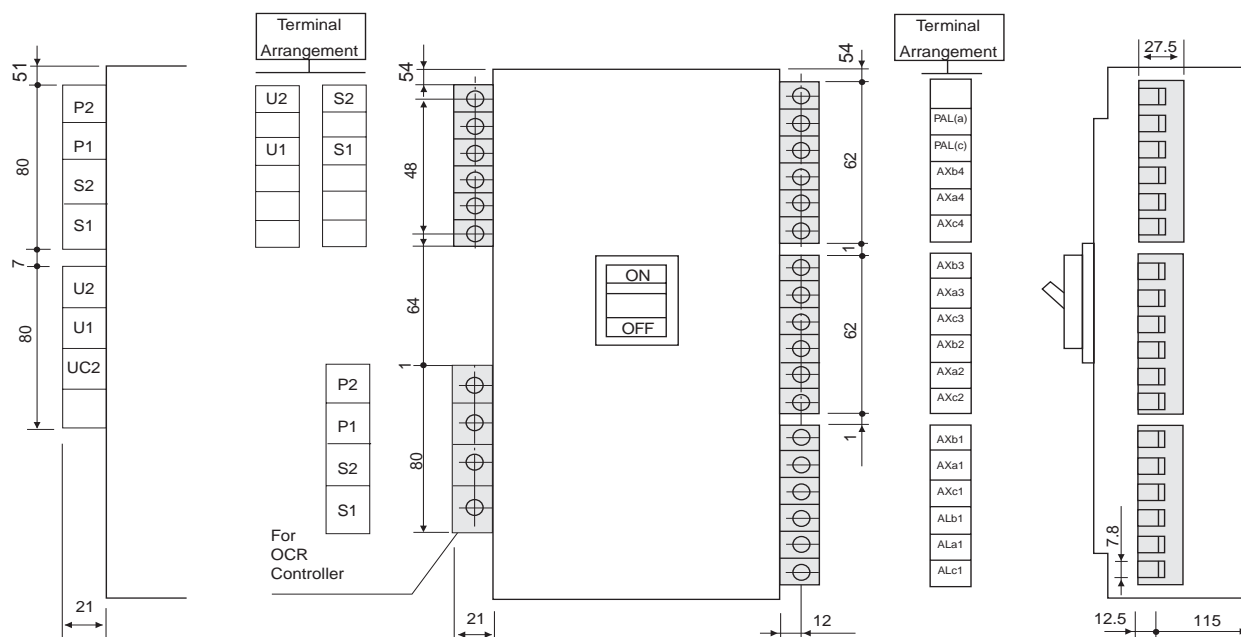 51
80
7
80
P2
P1
S2
S1
U2
U1
UC2
21
Terminal
Arrangement
U2
U1
S2
S1
P2
P1
S2
S1
For
OCR
Controller
54
48
64
1
80
21
ON
OFF
54
62
1
62
1
12
Terminal
Arrangement
PAL(a)
PAL(c)
AXb4
AXa4
AXc4
AXb3
AXa3
AXc3
AXb2
AXa2
AXc2
AXb1
AXa1
AXc1
ALb1
ALa1
ALc1
27.5
7.8
12.5
115